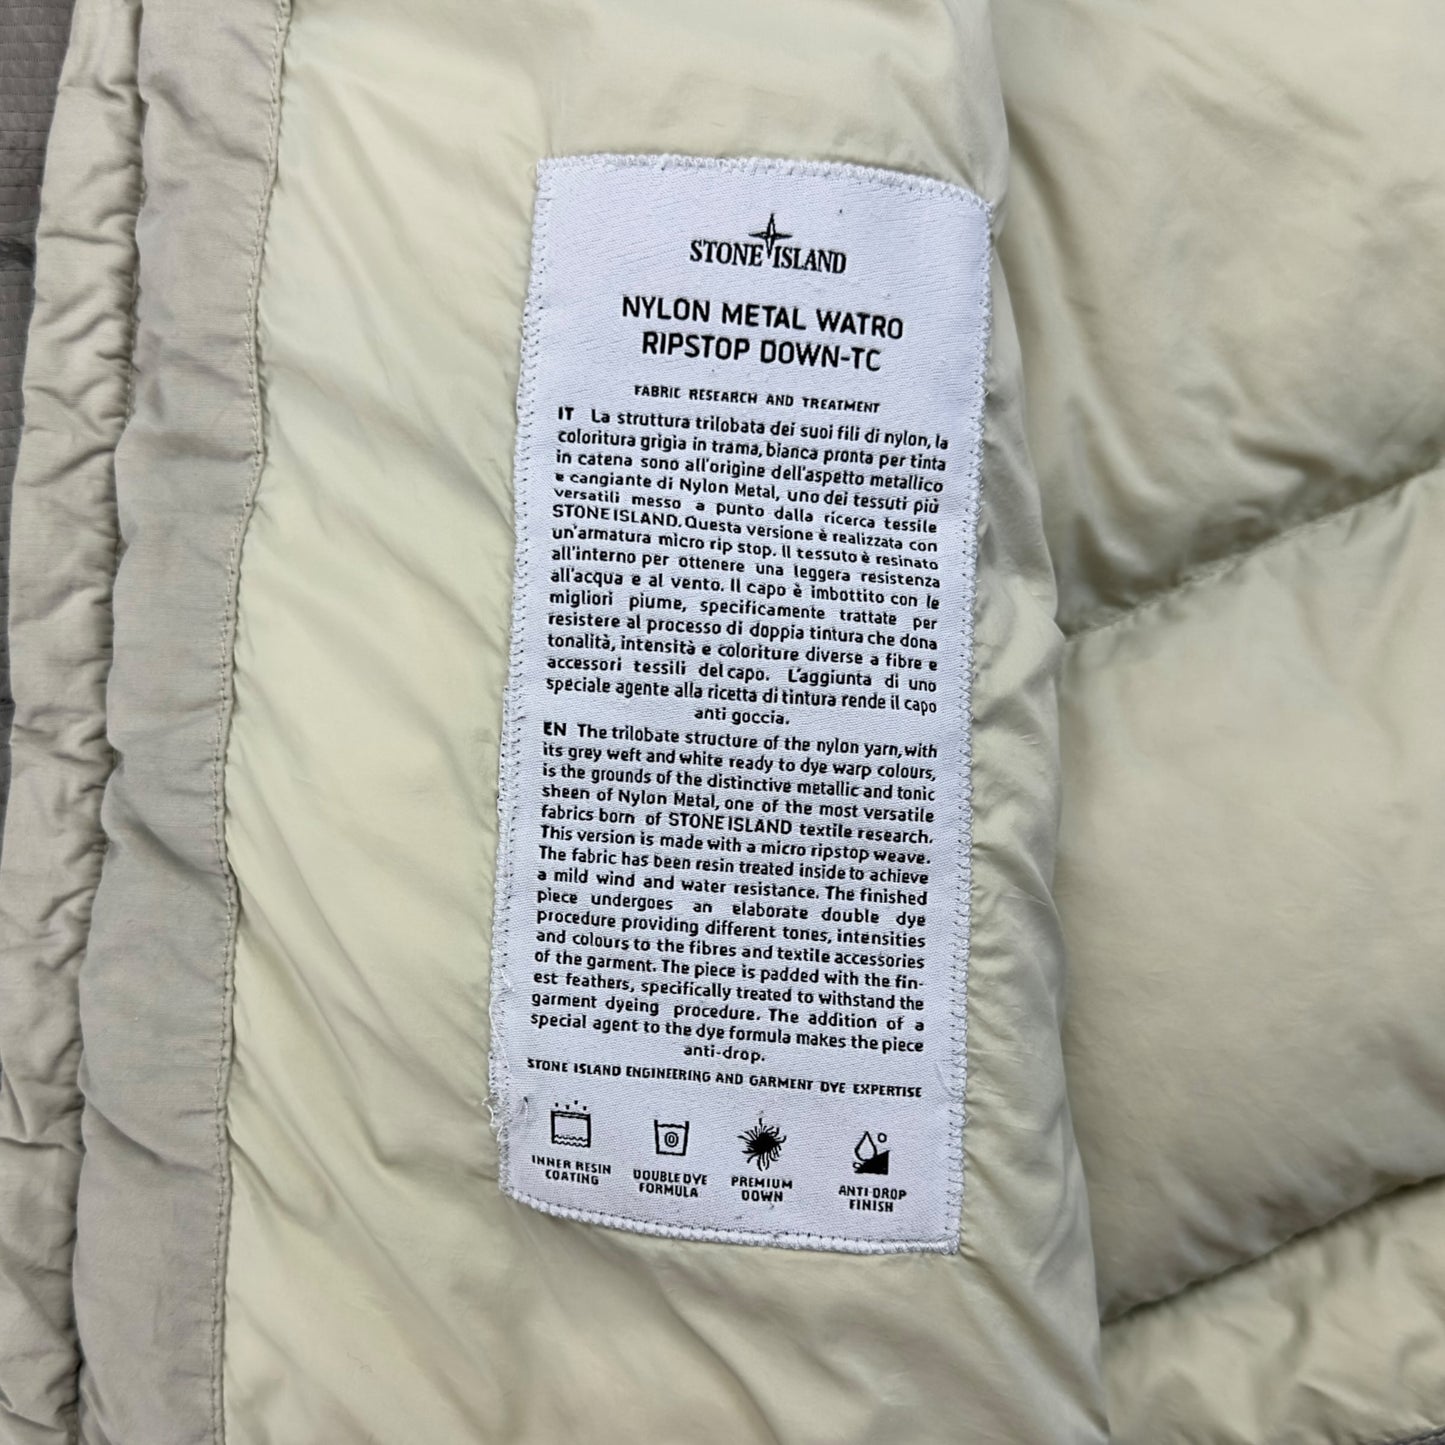 STONE ISLAND
NYLON METAL WATRO
RIPSTOP DOWN-TC
FABRIC RESEARCH AND TREATMENT
IT La struttura trilobata dei suoi fili di nylon, la
coloritura grigia in trama, bianca pronta per tinta
in catena sono all'origine dell'aspetto metallico
e cangiante di Nylon Metal, uno dei tessuti più
versatili messo a punto dalla ricerca tessile
STONE ISLAND. Questa versione è realizzata con
un'armatura micro rip stop. Il tessuto è resinato
all'interno per ottenere una leggera resistenza
all'acqua e al vento. Il capo è imbottito con le
migliori piume, specificamente trattate per
resistere al processo di doppia tintura che dona
tonalità, intensità e coloriture diverse a fibre e
accessori tessili del capo. L'aggiunta di uno
speciale agente alla ricetta di tintura rende il capo
anti goccia.
EN The trilobate structure of the nylon yarn, with
its grey weft and white ready to dye warp colours,
is the grounds of the distinctive metallic and tonic
sheen of Nylon Metal, one of the most versatile
fabrics born of STONE ISLAND textile research.
This version is made with a micro ripstop weave.
The fabric has been resin treated inside to achieve
a mild wind and water resistance. The finished
piece undergoes an elaborate double dye
procedure providing different tones, intensities
and colours to the fibres and textile accessories
of the garment. The piece is padded with the fin-
est feathers, specifically treated to withstand the
garment dyeing procedure. The addition of a
special agent to the dye formula makes the piece
anti-drop.
STONE ISLAND ENGINEERING AND GARMENT DYE EXPERTISE
INNER RESIN
COATING
DOUBLE DYE
FORMULA
PREMIUM
DOWN
ANTI DROP
FINISH